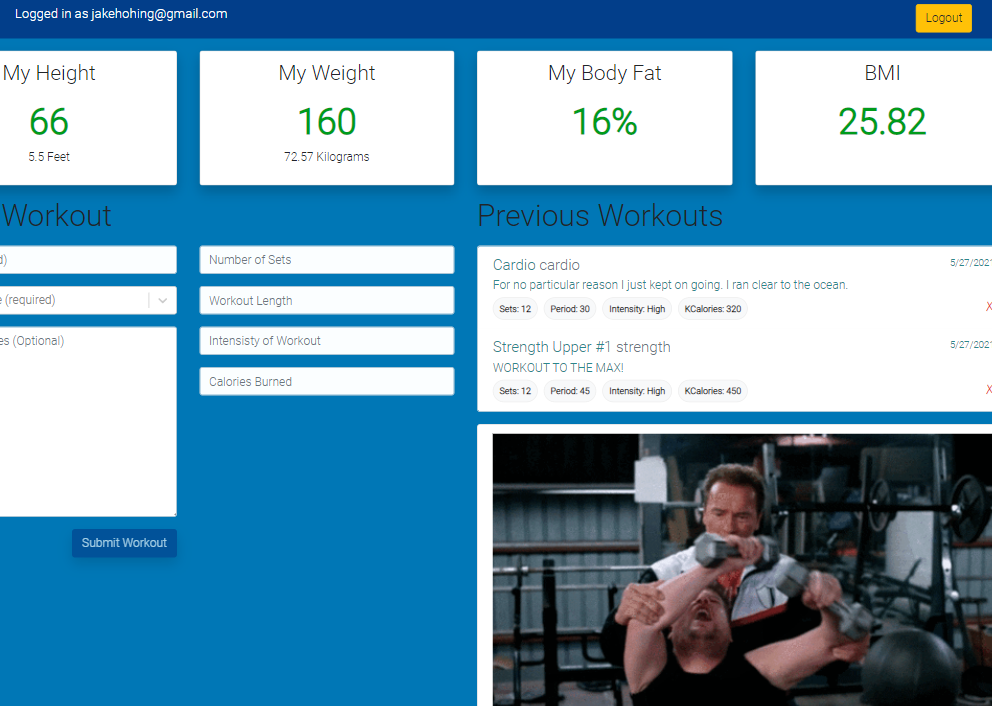 Logged in as jakehohing@gmail.com
Logout
My Height
66
5.5 Feet
My Weight
160
72.57 Kilograms
My Body Fat
16%
BMI
25.82
Workout
d)
e (required)
es (Optional)
Submit Workout
Number of Sets
Workout Length
Intensisty of Workout
Calories Burned
Previous Workouts
Cardio cardio
5/27/2021
For no particular reason I just kept on going. I ran clear to the ocean.
Sets: 12 Period: 30 Intensity: High KCalories: 320
X
Strength Upper #1 strength
5/27/2021
WORKOUT TO THE MAX!
Sets: 12 Period: 45 Intensity: High KCalories: 450
X